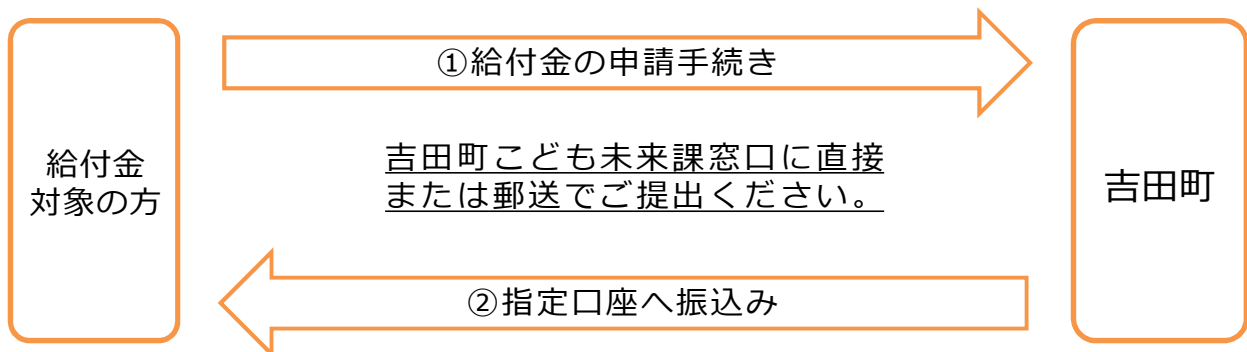 ①給付金の申請手続き
給付金
対象の方
吉田町こども未来課窓口に直接
または郵送でご提出ください。
吉田町
②指定口座へ振込み